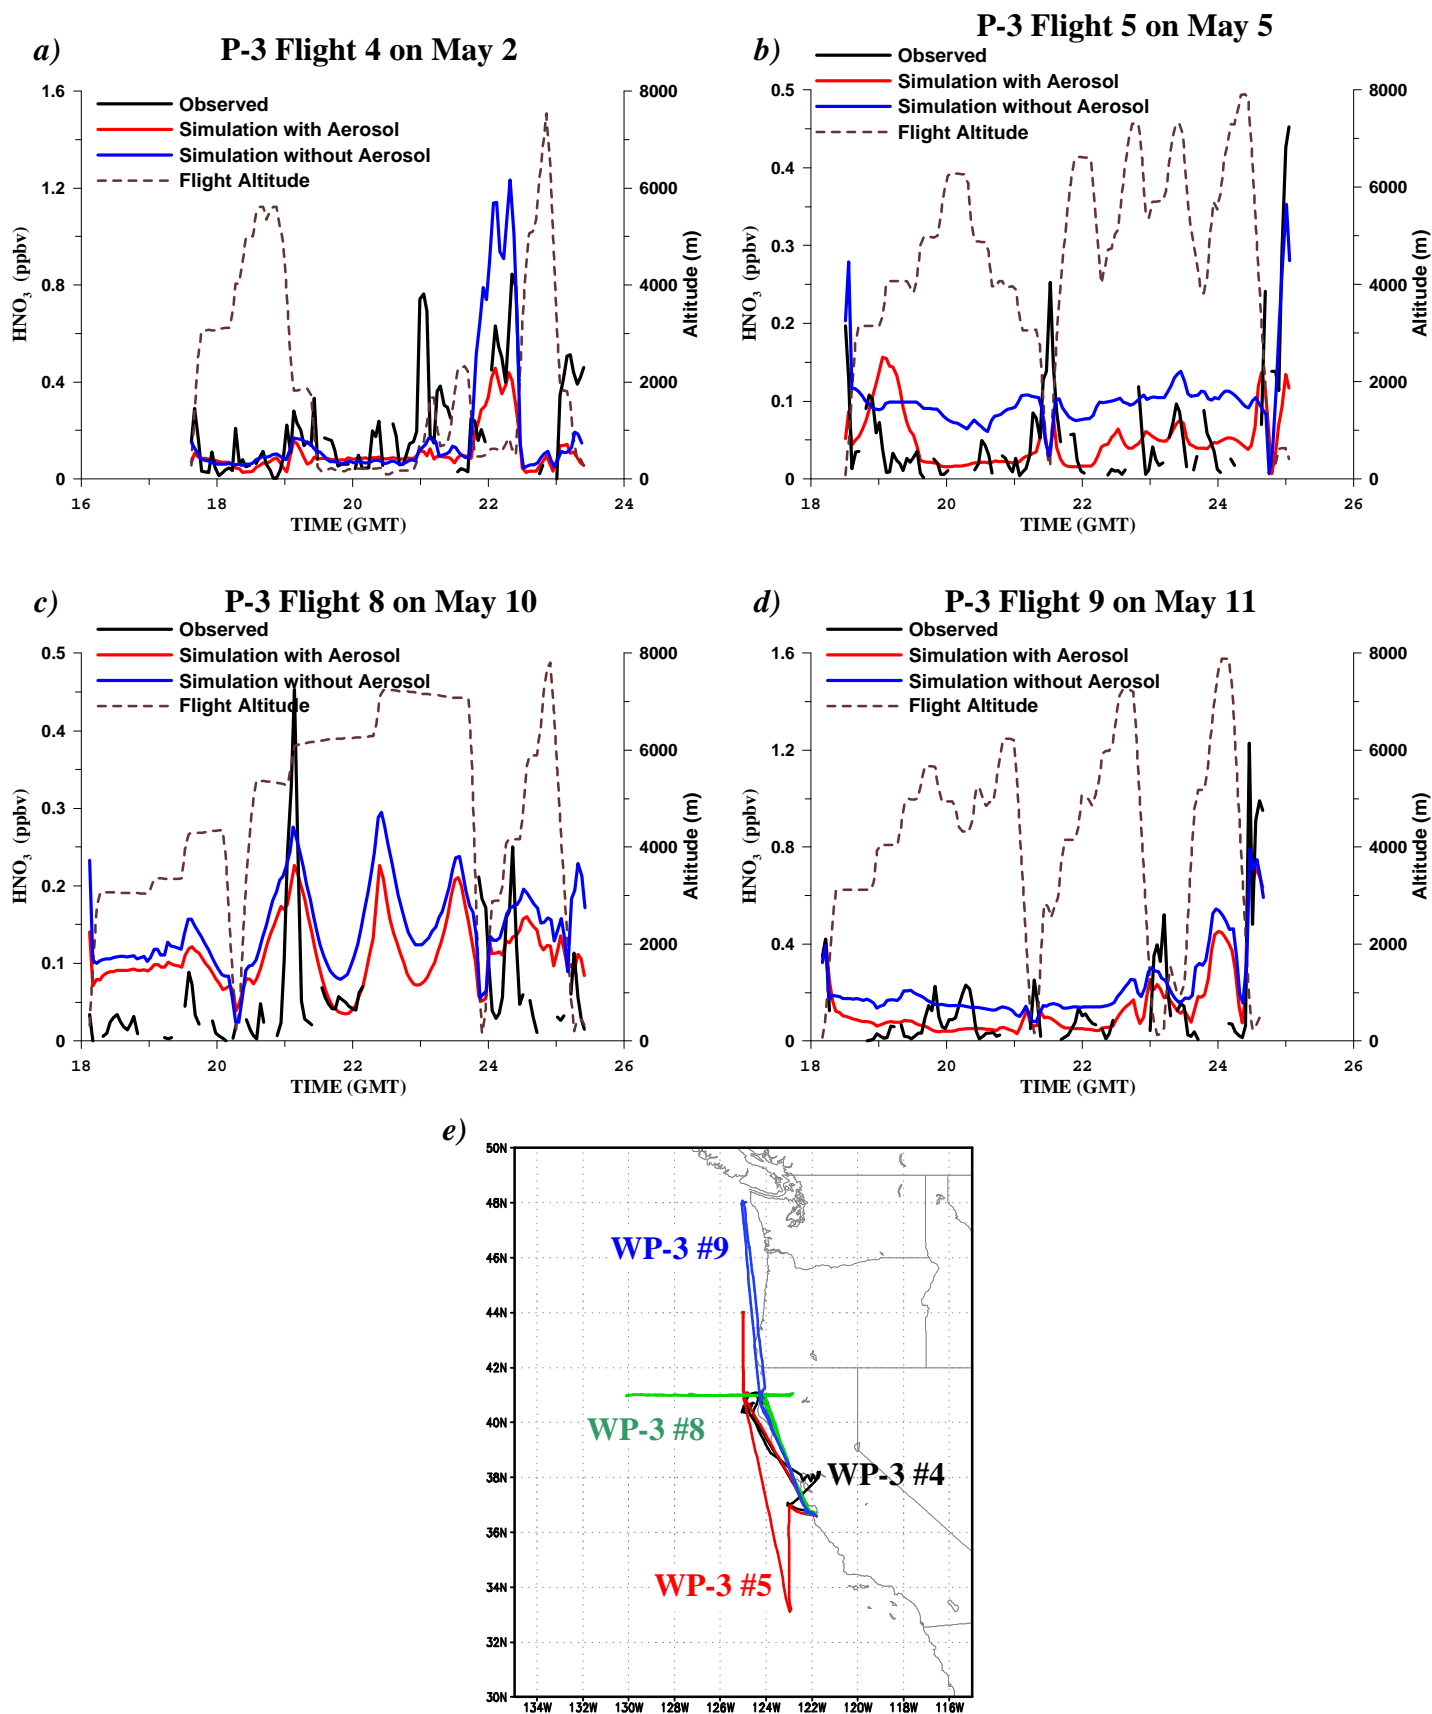 a)
P-3 Flight 4 on May 2
Observed
Simulation with Aerosol
Simulation without Aerosol
Flight Altitude
1.6
1.2
0.8
0.4
0
HNO3 (ppbv)
8000
6000
4000
2000
0
Altitude (m)
16 18 20 22 24
TIME (GMT)
b)
P-3 Flight 5 on May 5
Observed
Simulation with Aerosol
Simulation without Aerosol
Flight Altitude
0.5
0.4
0.3
0.2
0.1
0
HNO3 (ppbv)
8000
6000
4000
2000
0
Altitude (m)
18 20 22 24 26
TIME (GMT)
c)
P-3 Flight 8 on May 10
Observed
Simulation with Aerosol
Simulation without Aerosol
Flight Altitude
0.5
0.4
0.3
0.2
0.1
0
HNO3 (ppbv)
8000
6000
4000
2000
0
Altitude (m)
18 20 22 24 26
TIME (GMT)
d)
P-3 Flight 9 on May 11
Observed
Simulation with Aerosol
Simulation without Aerosol
Flight Altitude
1.6
1.2
0.8
0.4
0
HNO3 (ppbv)
8000
6000
4000
2000
0
Altitude (m)
18 20 22 24 26
TIME (GMT)
e)
50N
48N
46N
44N
42N
40N
38N
36N
34N
32N
30N
WP-3 #9
WP-3 #8
WP-3 #4
WP-3 #5
134W 132W 130W 128W 126W 124W 122W 120W 118W 116W